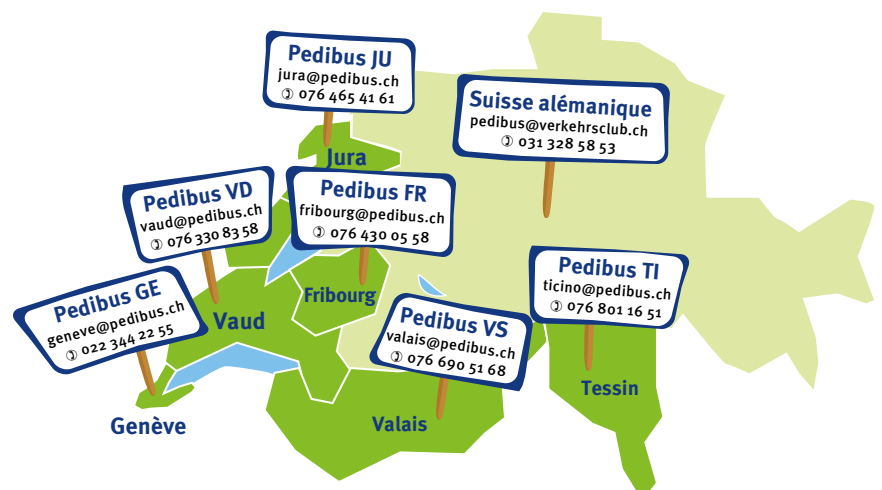 Pedibus JU
jura@pedibus.ch
✆ 076 465 41 61
Suisse alémanique
pedibus@verkehrsclub.ch
✆ 031 328 58 53
Jura
Pedibus VD
vaud@pedibus.ch
✆ 076 330 83 58
Pedibus FR
fribourg@pedibus.ch
✆ 076 430 05 58
Pedibus TI
ticino@pedibus.ch
✆ 076 801 16 51
Pedibus GE
geneve@pedibus.ch
✆ 022 344 22 55
Fribourg
Vaud
Pedibus VS
valais@pedibus.ch
✆ 076 690 51 68
Tessin
Genève
Valais